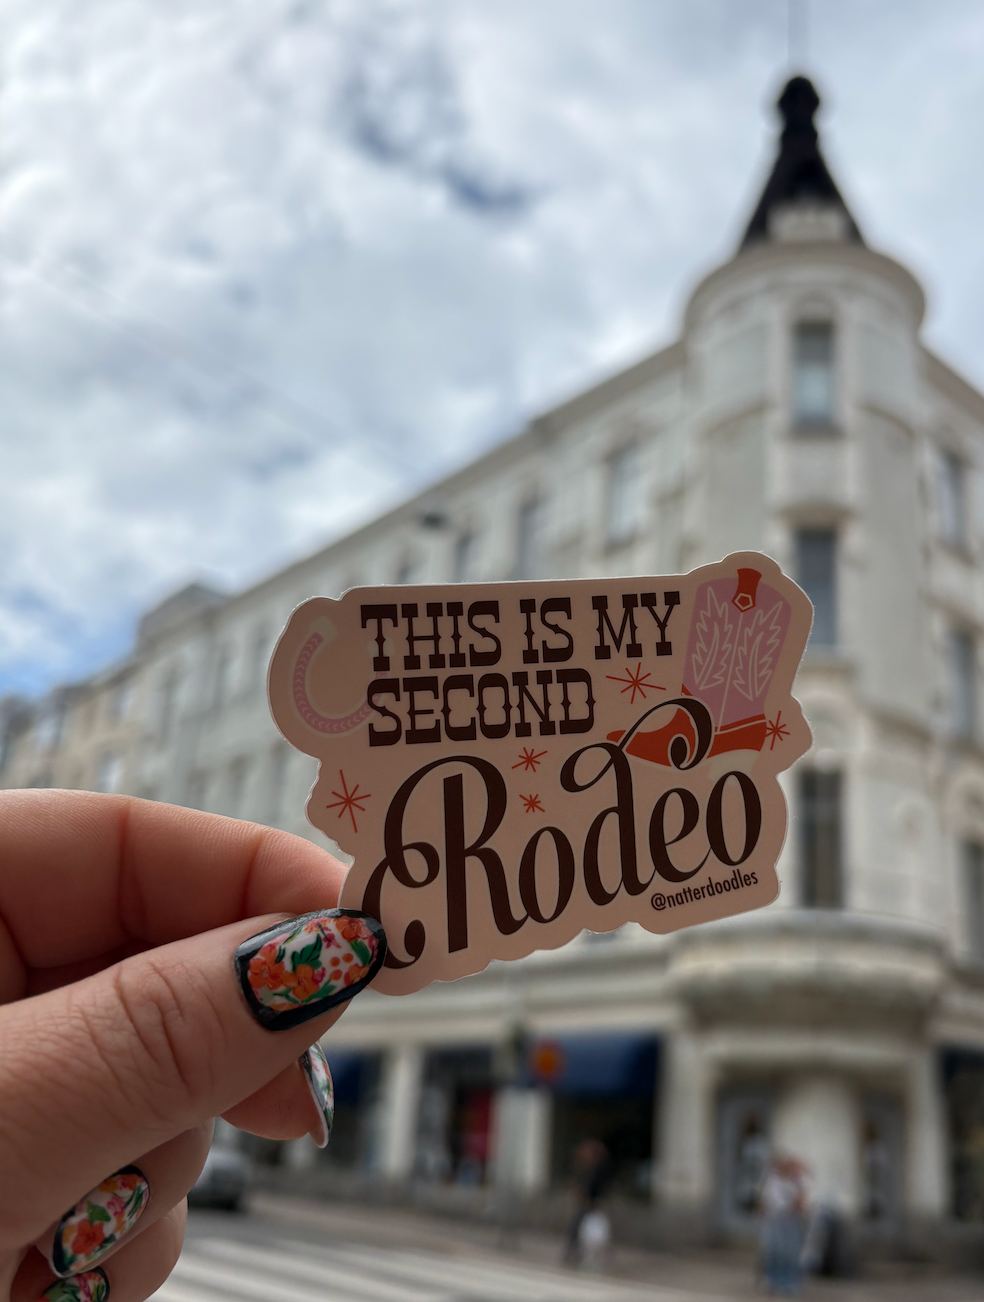 THIS IS MY
SECOND
Rodeo
@natterdoodles